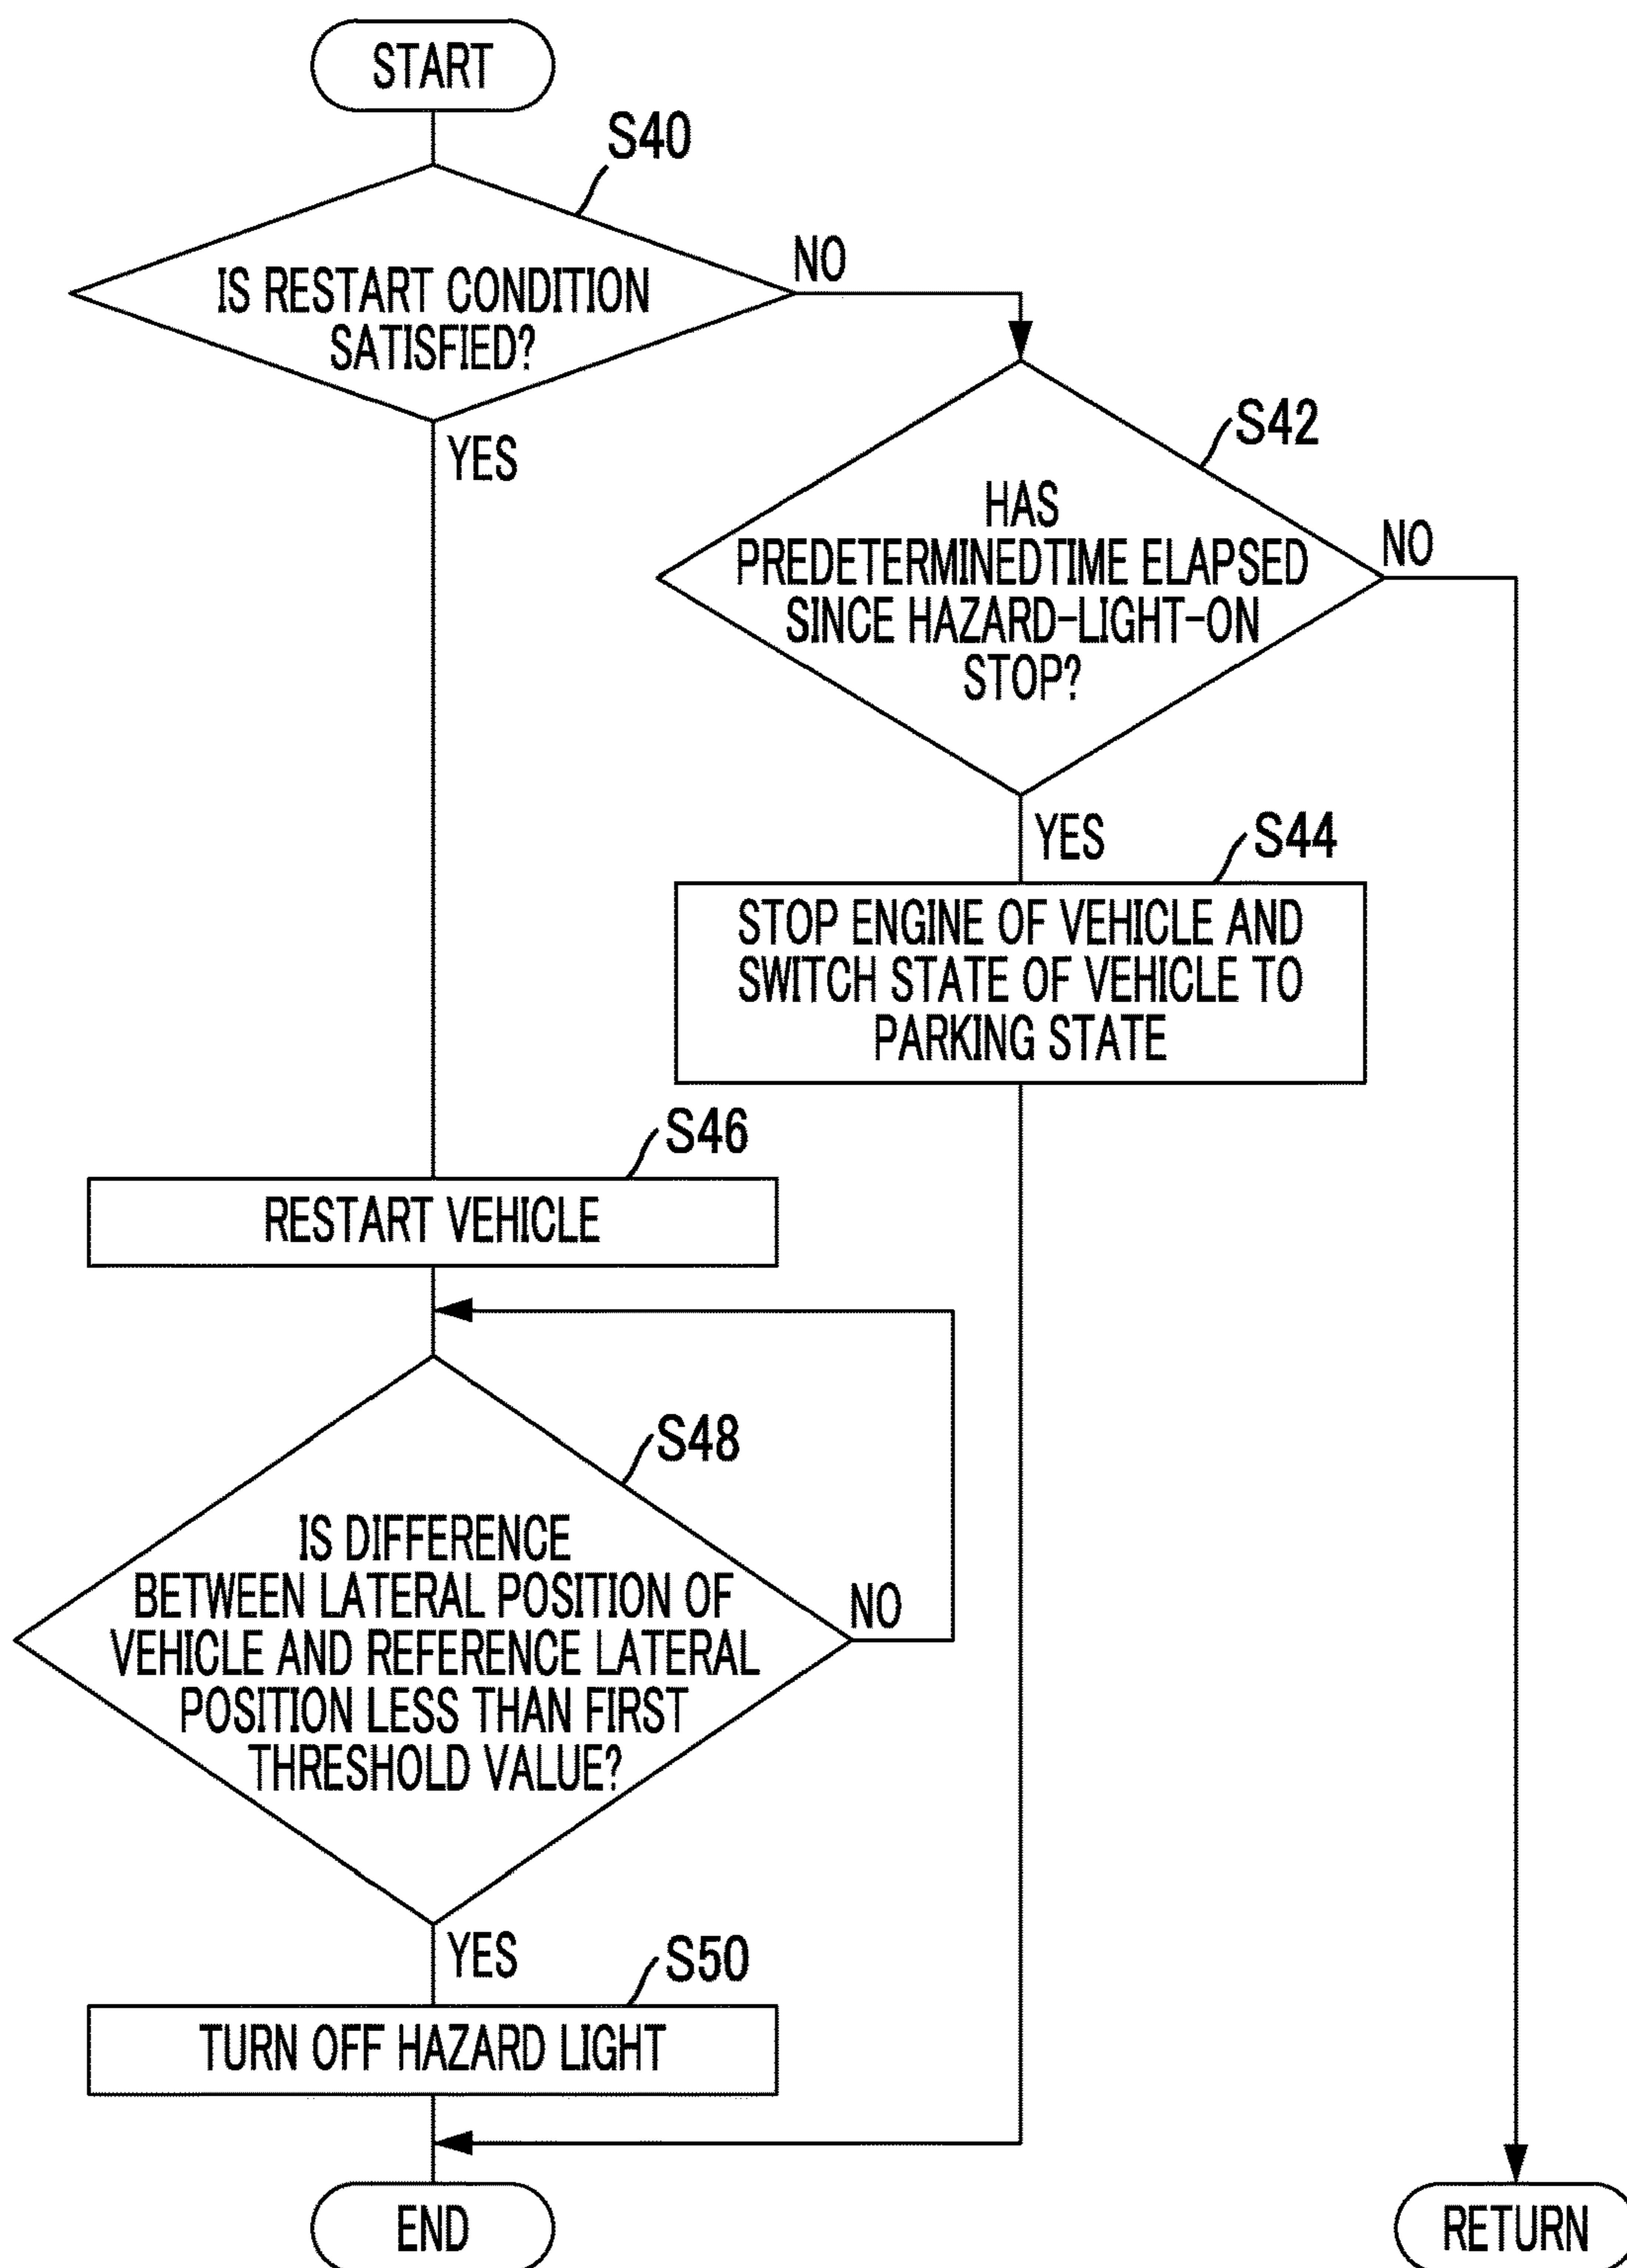 START
S40
IS RESTART CONDITION
SATISFIED?
NO
YES
S42
HAS
PREDETERMINEDTIME ELAPSED
SINCE HAZARD-LIGHT-ON
STOP?
NO
YES
S44
STOP ENGINE OF VEHICLE AND
SWITCH STATE OF VEHICLE TO
PARKING STATE
S46
RESTART VEHICLE
S48
IS DIFFERENCE
BETWEEN LATERAL POSITION OF
VEHICLE AND REFERENCE LATERAL
POSITION LESS THAN FIRST
THRESHOLD VALUE?
NO
YES
S50
TURN OFF HAZARD LIGHT
END
RETURN